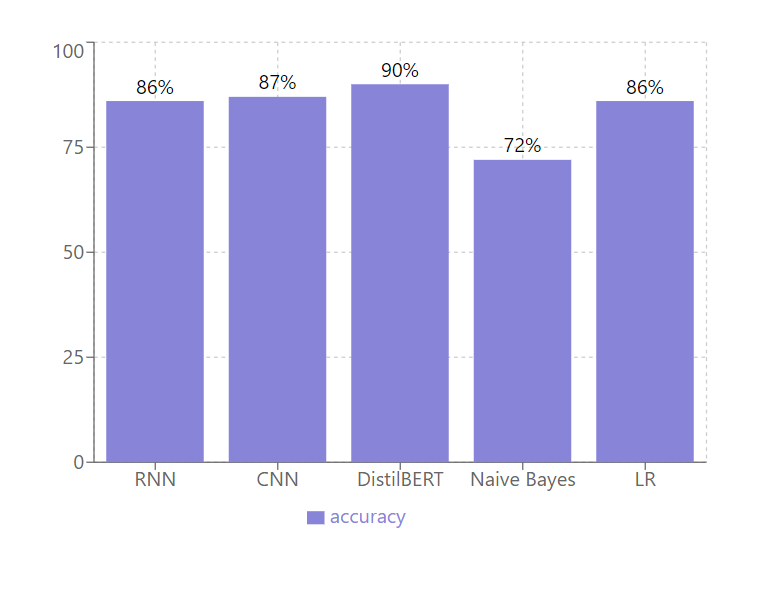 100
75
50
25
0
86%
87%
90%
72%
86%
RNN
CNN
DistilBERT
Naive Bayes
LR
accuracy